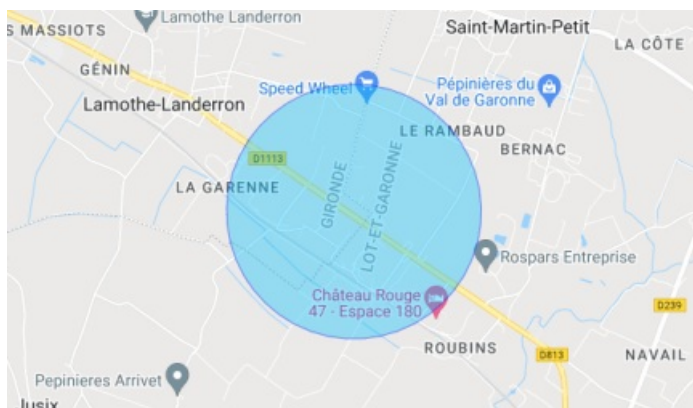 Lamothe Landerron
S MASSIOTS
Saint-Martin-Petit
LA CÔTE
GÉNIN
Speed Wheel
Pépinières du
Val de Garonne
Lamothe-Landerron
LE RAMBAUD
BERNAC
D1113
LA GARENNE
GIRONDE
LOT-ET-GARONNE
Rospars Entreprise
Château Rouge
47 - Espace 180
D239
ROUBINS
D813
NAVAIL
Pepinieres Arrivet
Jusix